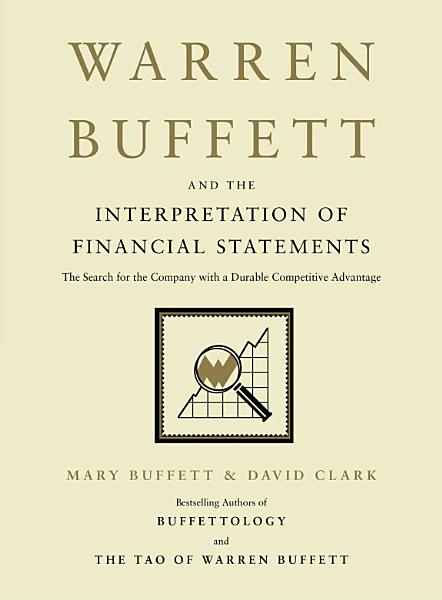 WARREN
BUFFETT
AND THE
INTERPRETATION OF
FINANCIAL STATEMENTS
The Search for the Company with a Durable Competitive Advantage
W
MARY BUFFETT & DAVID CLARK
Bestselling Authors of
BUFFETTOLOGY
and
THE TAO OF WARREN BUFFETT